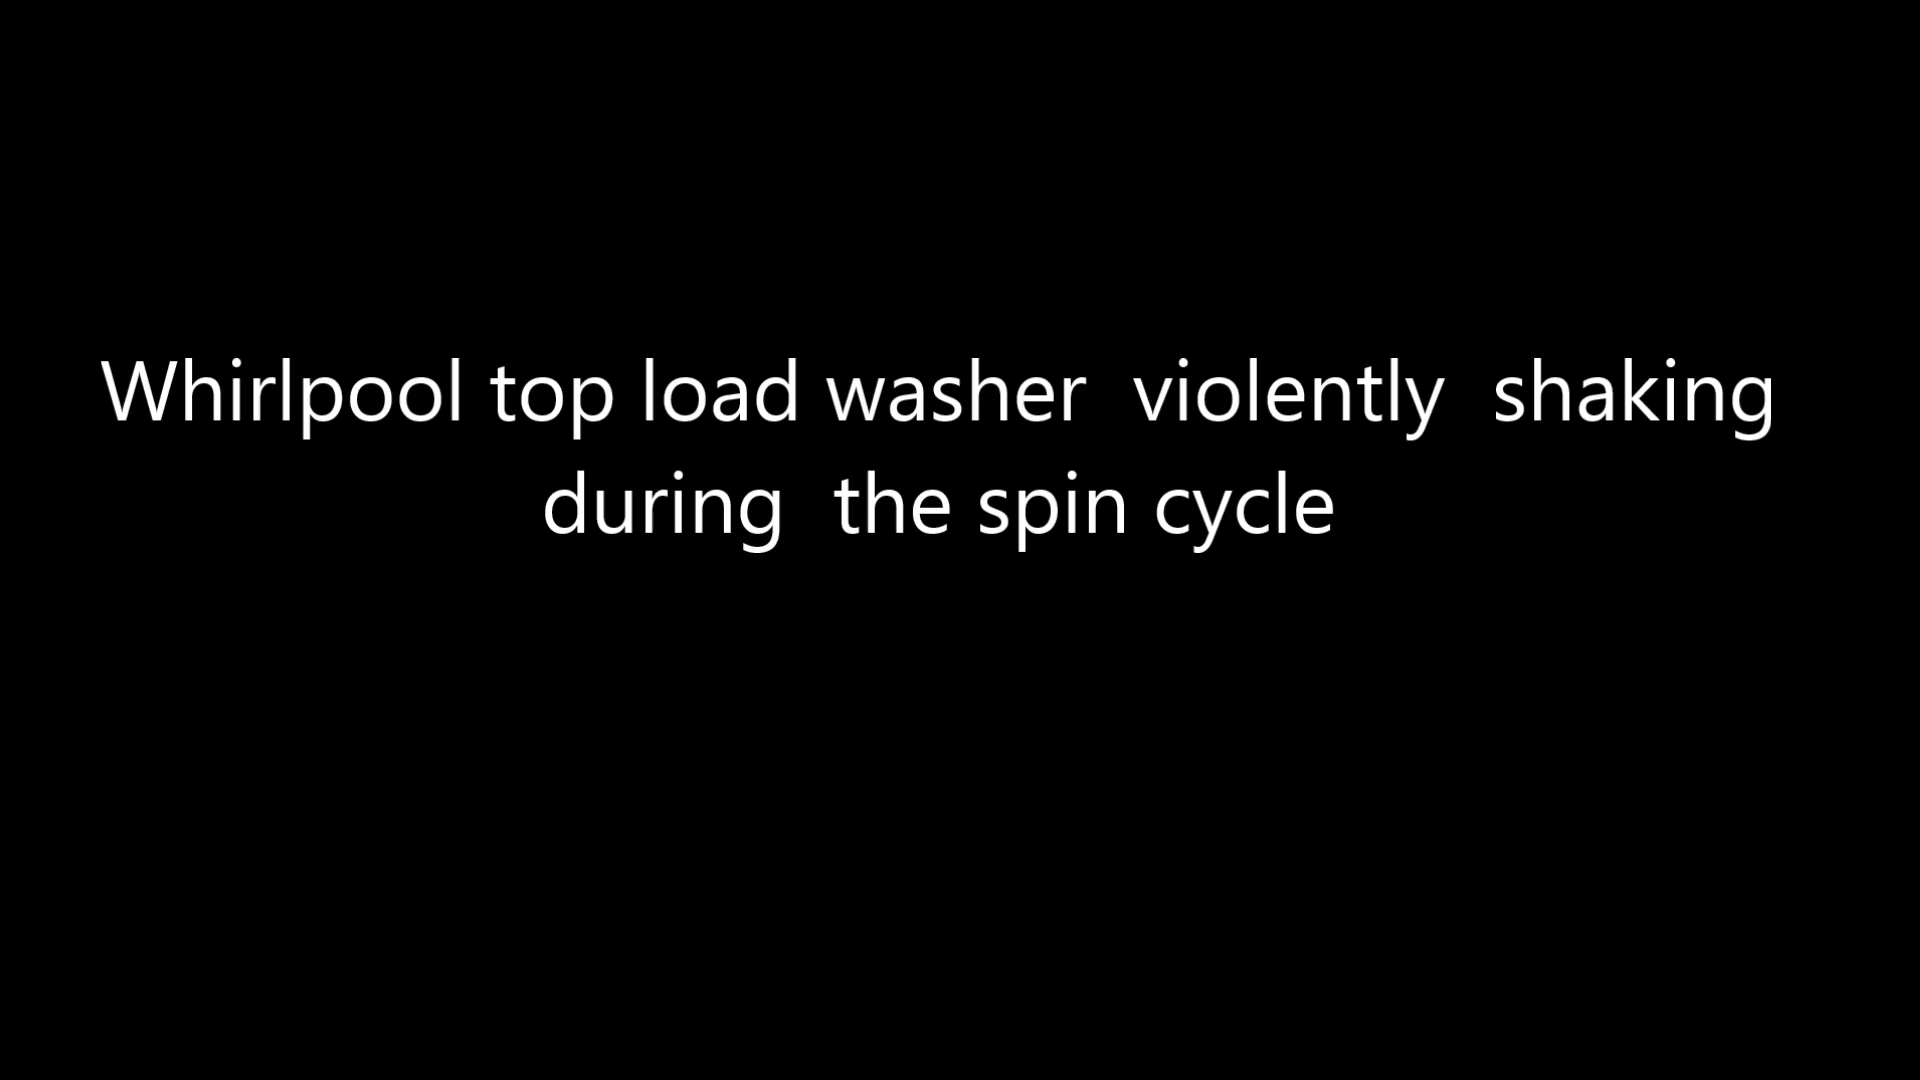 Whirlpool top load washer  violently  shaking
during  the spin cycle